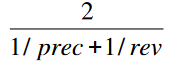 2
1/ prec +1/ rev